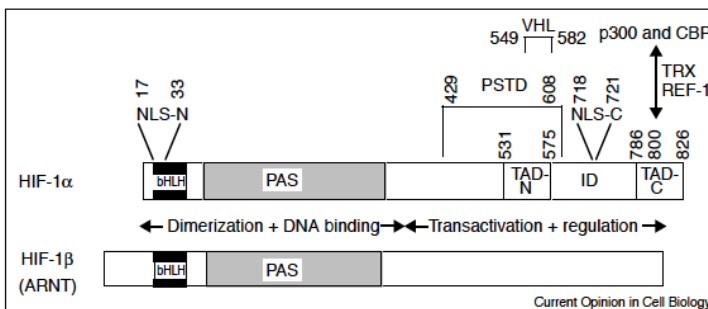 VHL
549 582 p300 and CBP
17 33 429 PSTD 608 718 721 TRX
REF-1
NLS-N NLS-C
531 575 786 800 826
HIF-1α bHLH PAS TAD-N ID TAD-C
Dimerization + DNA binding Transactivation + regulation
HIF-1β
(ARNT) bHLH PAS
Current Opinion in Cell Biology